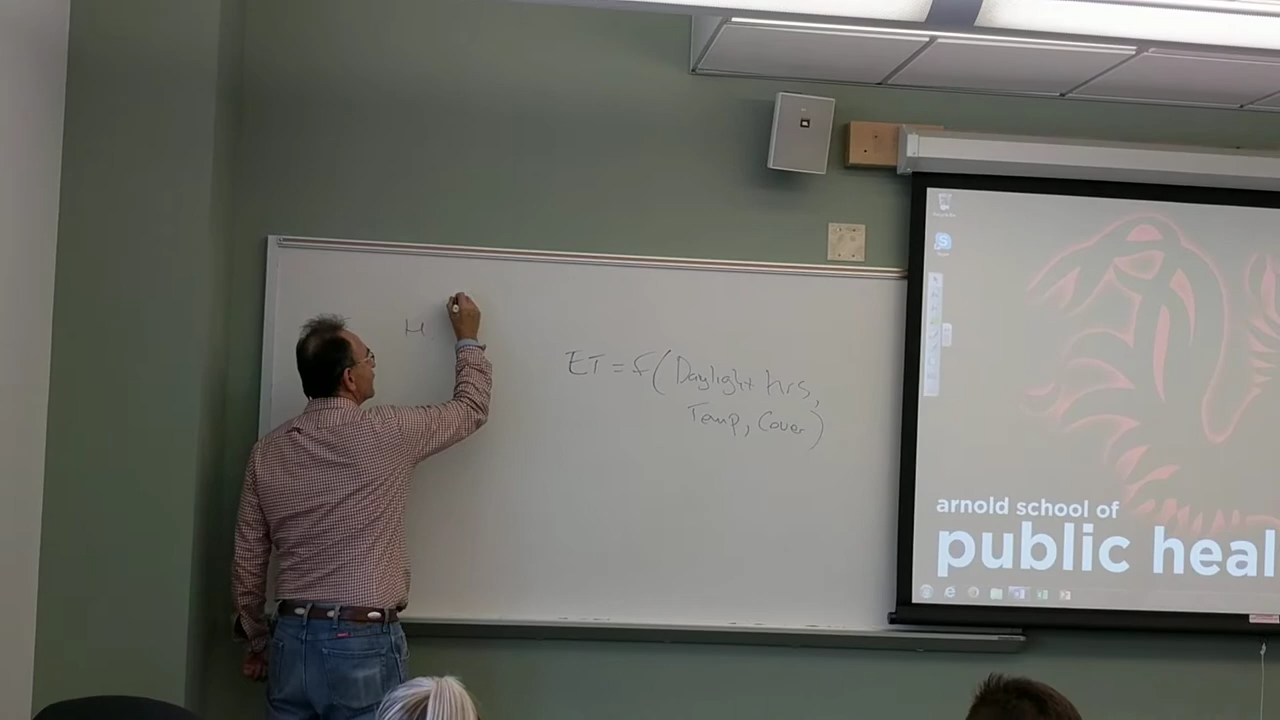 H
ET = f(Daylight hrs,
Temp, Cover)
arnold school of
public heal